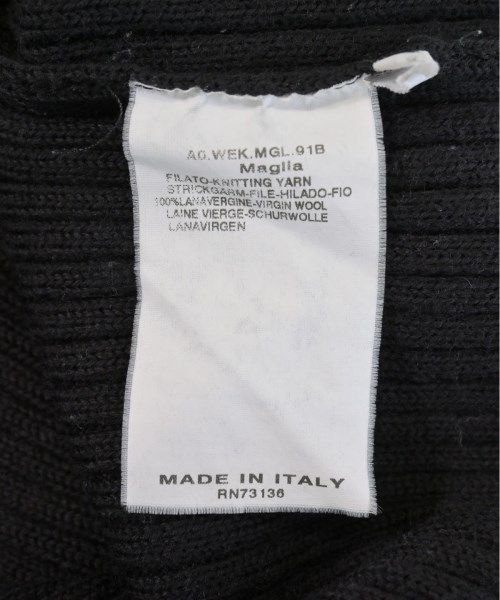 A0.WEK.MGL.91B
Maglia
FILATO-KNITTING YARN
STRICKGARM-FILE-HILADO-FIO
100%LANAVERGINE-VIRGIN WOOL
LAINE VIERGE-SCHURWOLLE
LANAVIRGEN
MADE IN ITALY
RN73136